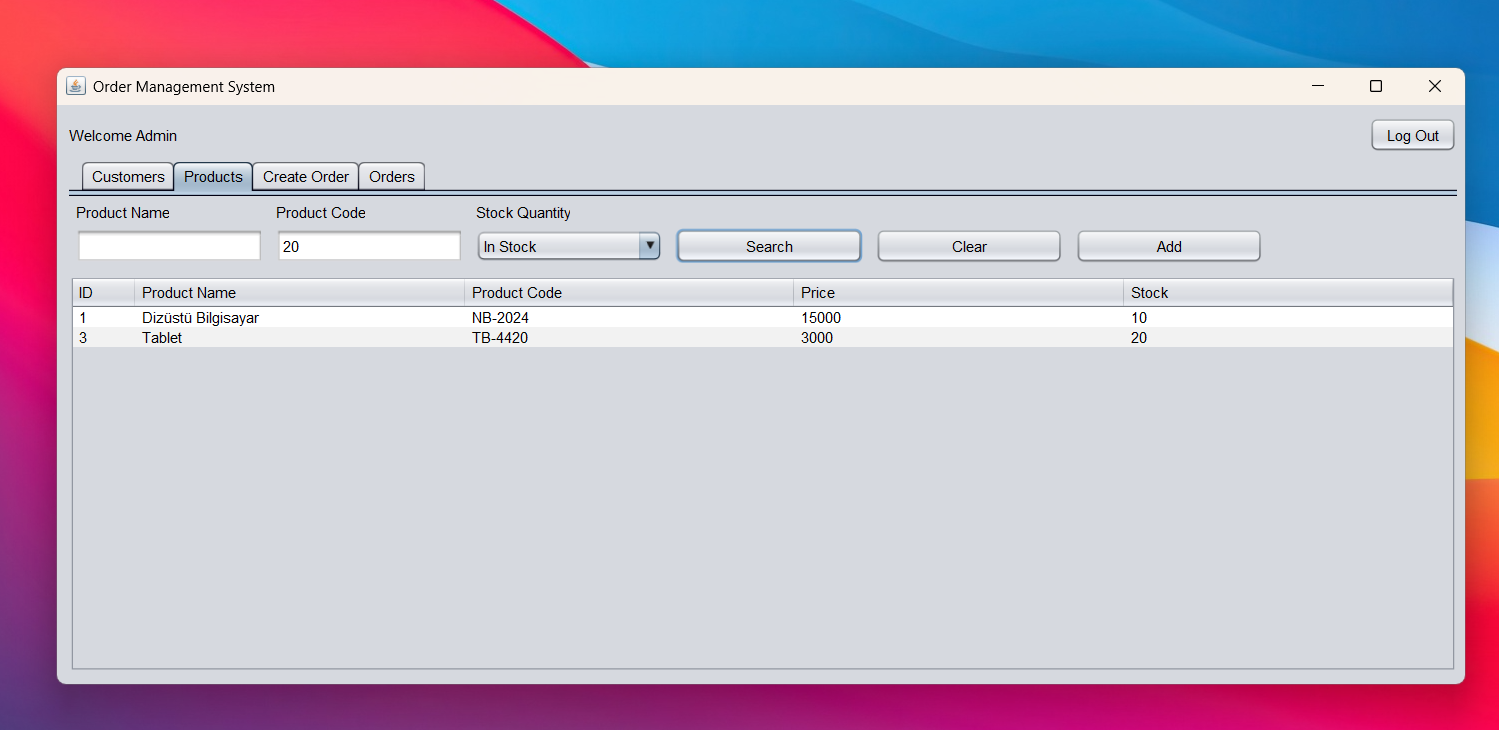 Order Management System
Welcome Admin
Log Out
Customers Products Create Order Orders
Product Name Product Code Stock Quantity
20 In Stock Search Clear Add
ID Product Name Product Code Price Stock
1 Dizüstü Bilgisayar NB-2024 15000 10
3 Tablet TB-4420 3000 20